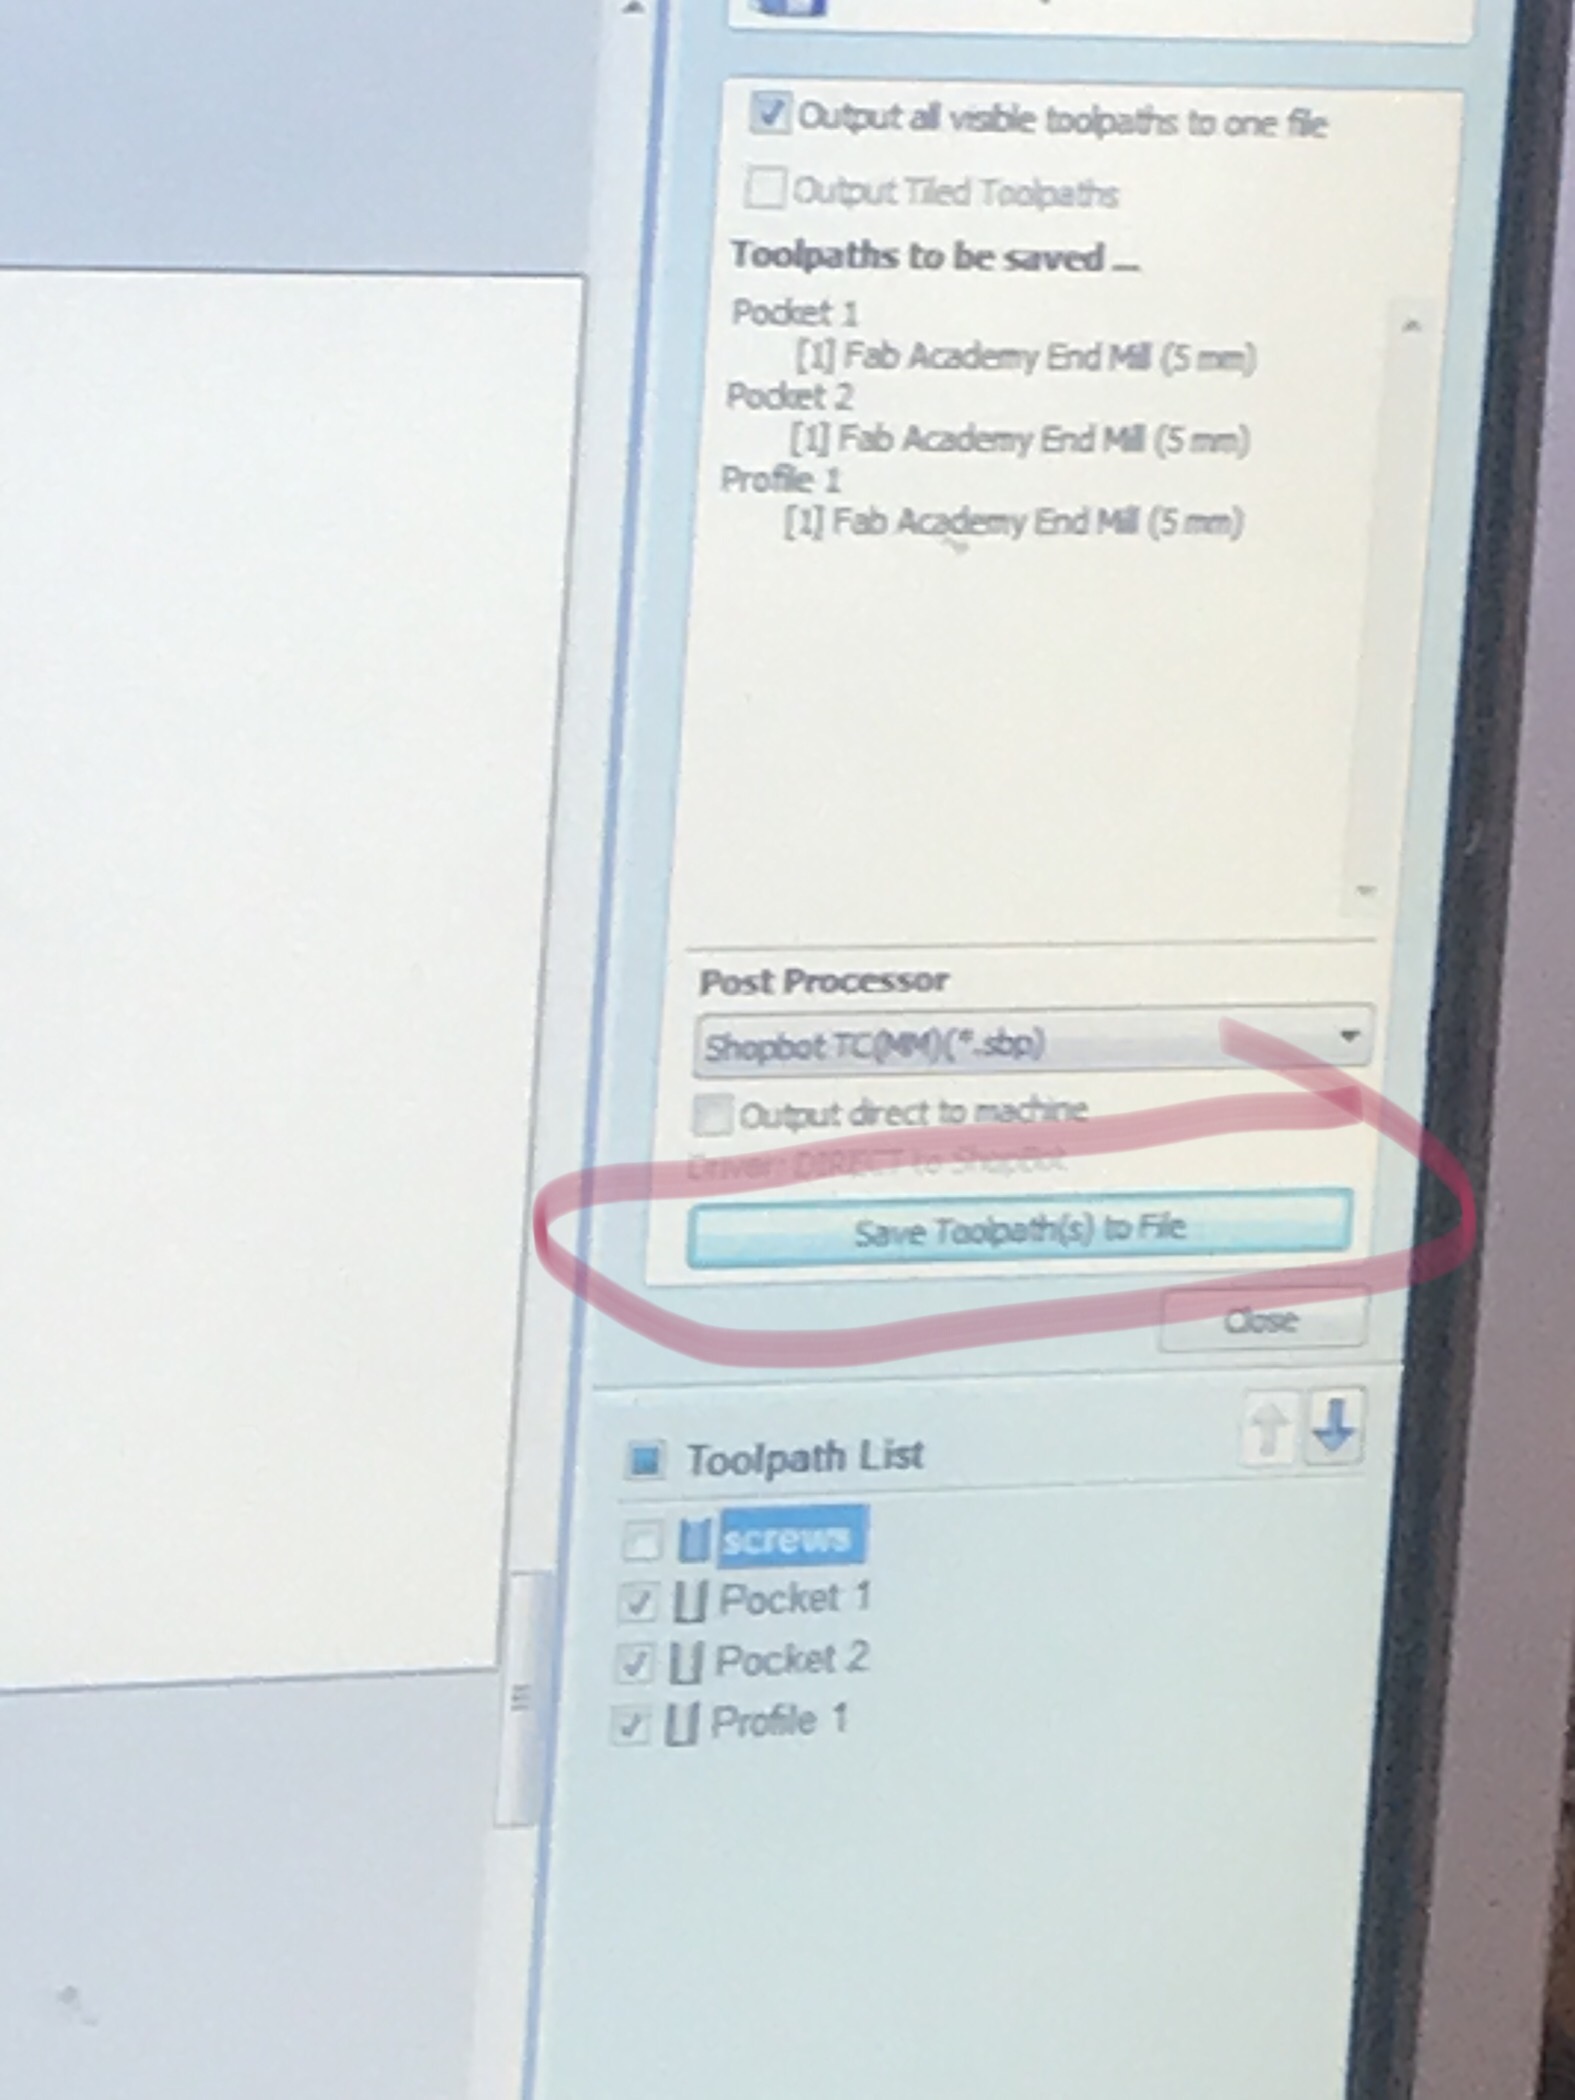 Output all visible toolpaths to one file
Output Tiled Toolpaths
Toolpaths to be saved ...
Pocket 1
[1] Fab Academy End Mill (5 mm)
Pocket 2
[1] Fab Academy End Mill (5 mm)
Profile 1
[1] Fab Academy End Mill (5 mm)
Post Processor
Shopbot TC(MM)(*.sbp)
Output direct to machine
Driver: DIRECT to ShopBot
Save Toolpath(s) to File
Close
Toolpath List
screws
Pocket 1
Pocket 2
Profile 1